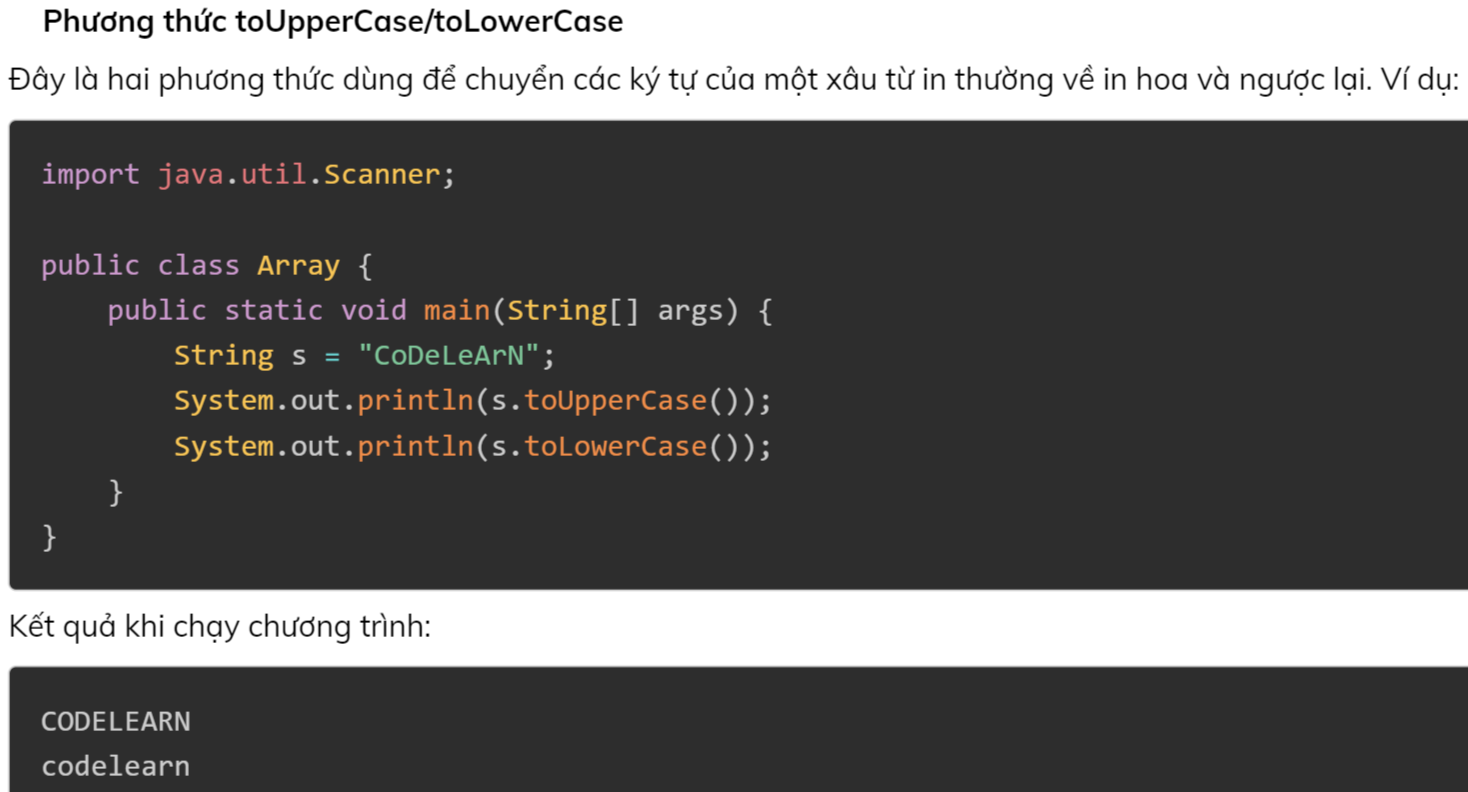 Phương thức toUpperCase/toLowerCase
Đây là hai phương thức dùng để chuyển các ký tự của một xâu từ in thường về in hoa và ngược lại. Ví dụ:
import java.util.Scanner;
public class Array {
    public static void main(String[] args) {
        String s = "CoDeLeArN";
        System.out.println(s.toUpperCase());
        System.out.println(s.toLowerCase());
    }
}
Kết quả khi chạy chương trình:
CODELEARN
codelearn